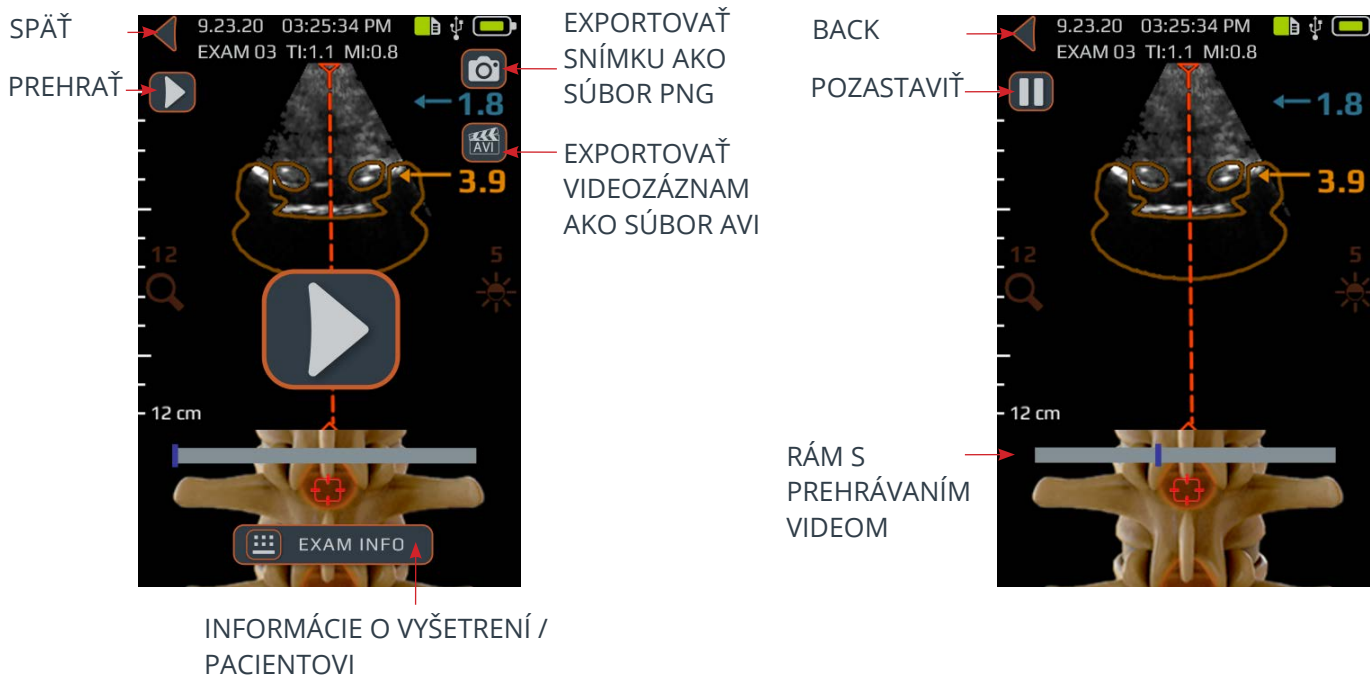 SPÄŤ
PREHRAŤ
9.23.20 03:25:34 PM
EXAM 03 TI:1.1 MI:0.8
1.8
AVI
3.9
12
5
12 cm
EXAM INFO
EXPORTOVAŤ
SNÍMKU AKO
SÚBOR PNG
EXPORTOVAŤ
VIDEOZÁZNAM
AKO SÚBOR AVI
INFORMÁCIE O VYŠETRENÍ /
PACIENTOVI
BACK
POZASTAVIŤ
RÁM S
PREHRÁVANÍM
VIDEOM
9.23.20 03:25:34 PM
EXAM 03 TI:1.1 MI:0.8
1.8
3.9
12
5
12 cm